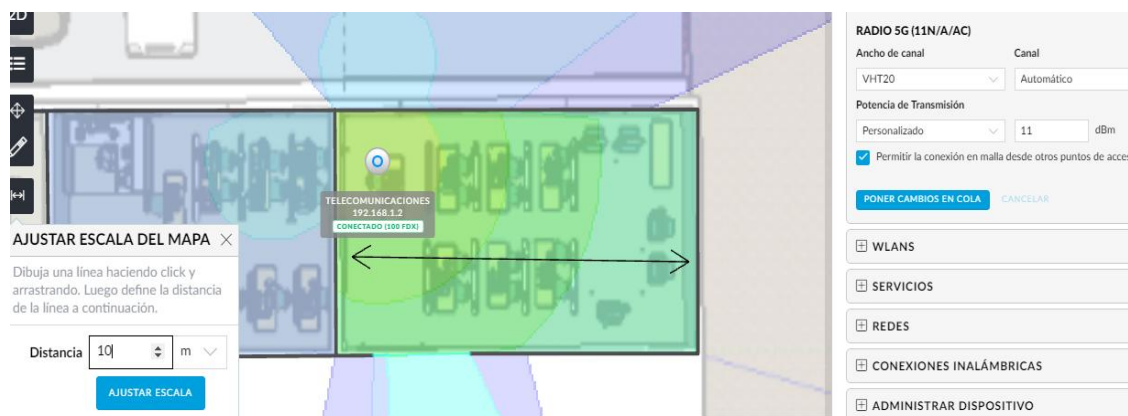 2D
TELECOMUNICACIONES
192.168.1.2
CONECTADO (100 FDX)
AJUSTAR ESCALA DEL MAPA
Dibuja una línea haciendo click y
arrastrando. Luego define la distancia
de la línea a continuación.
Distancia 10 m
AJUSTAR ESCALA
RADIO 5G (11N/A/AC)
Ancho de canal Canal
VHT20 Automático
Potencia de Transmisión
Personalizado 11 dBm
Permitir la conexión en malla desde otros puntos de acces
PONER CAMBIOS EN COLA CANCELAR
WLANS
SERVICIOS
REDES
CONEXIONES INALÁMBRICAS
ADMINISTRAR DISPOSITIVO